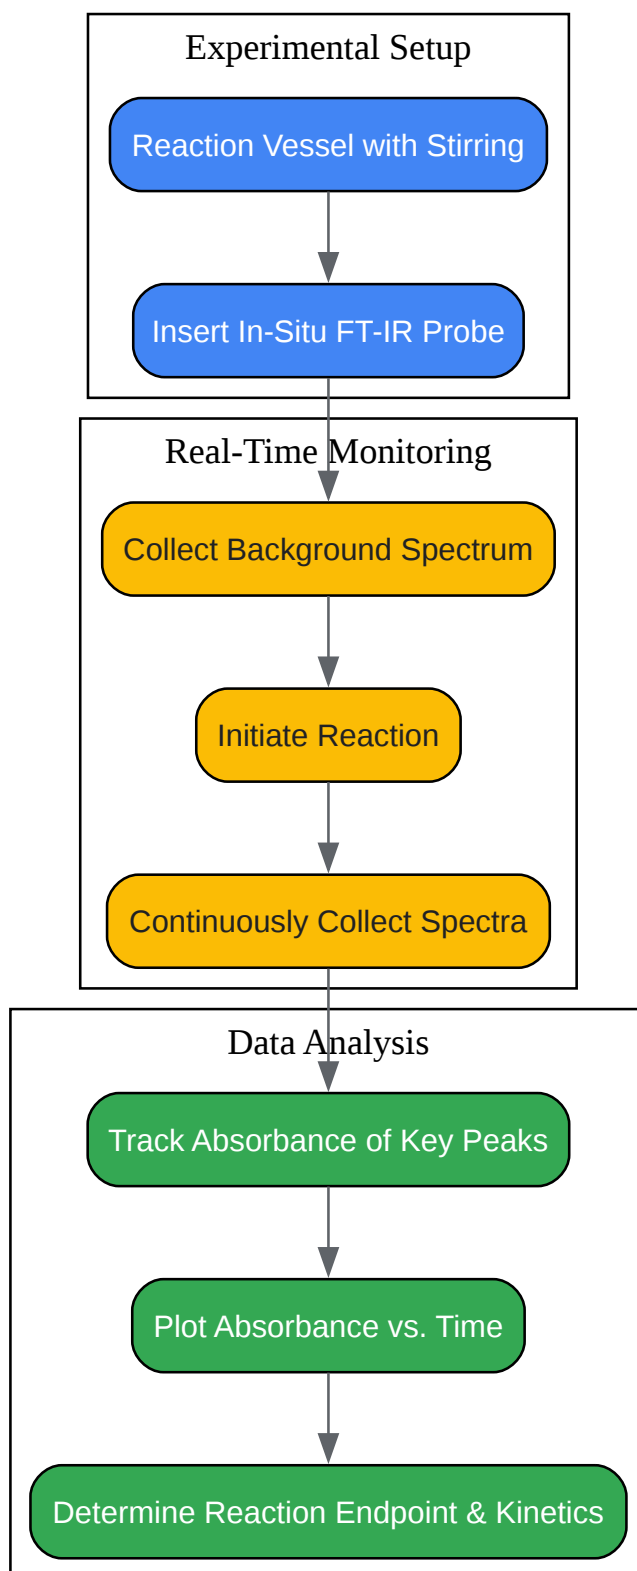 Experimental Setup
Reaction Vessel with Stirring
Insert In-Situ FT-IR Probe
Real-Time Monitoring
Collect Background Spectrum
Initiate Reaction
Continuously Collect Spectra
Data Analysis
Track Absorbance of Key Peaks
Plot Absorbance vs. Time
Determine Reaction Endpoint & Kinetics